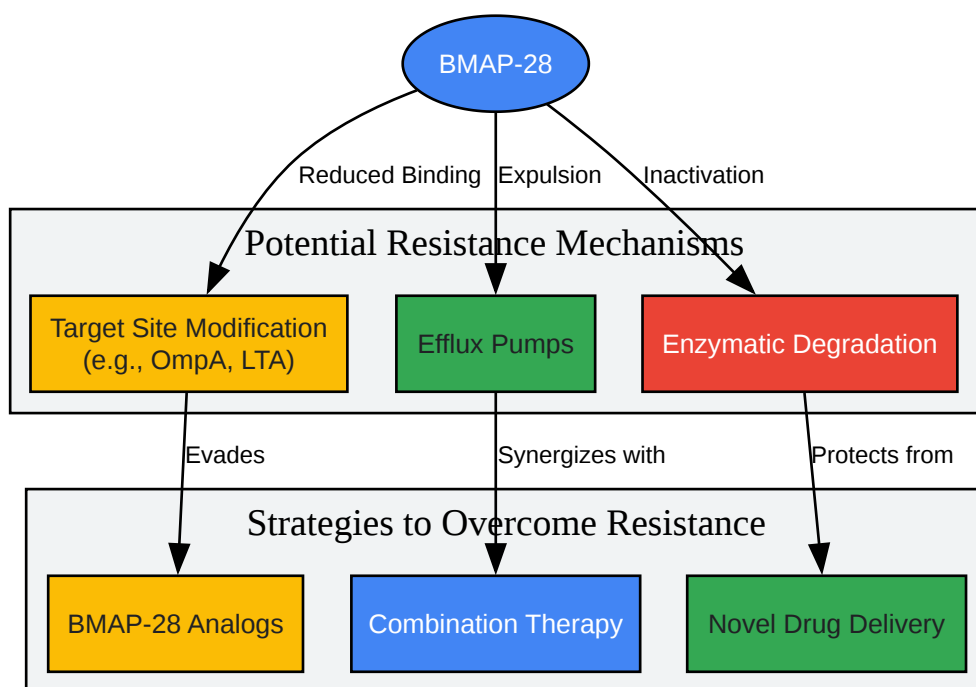 BMAP-28
Reduced Binding
Expulsion
Inactivation
Potential Resistance Mechanisms
Target Site Modification
(e.g., OmpA, LTA)
Efflux Pumps
Enzymatic Degradation
Evades
Synergizes with
Protects from
Strategies to Overcome Resistance
BMAP-28 Analogs
Combination Therapy
Novel Drug Delivery